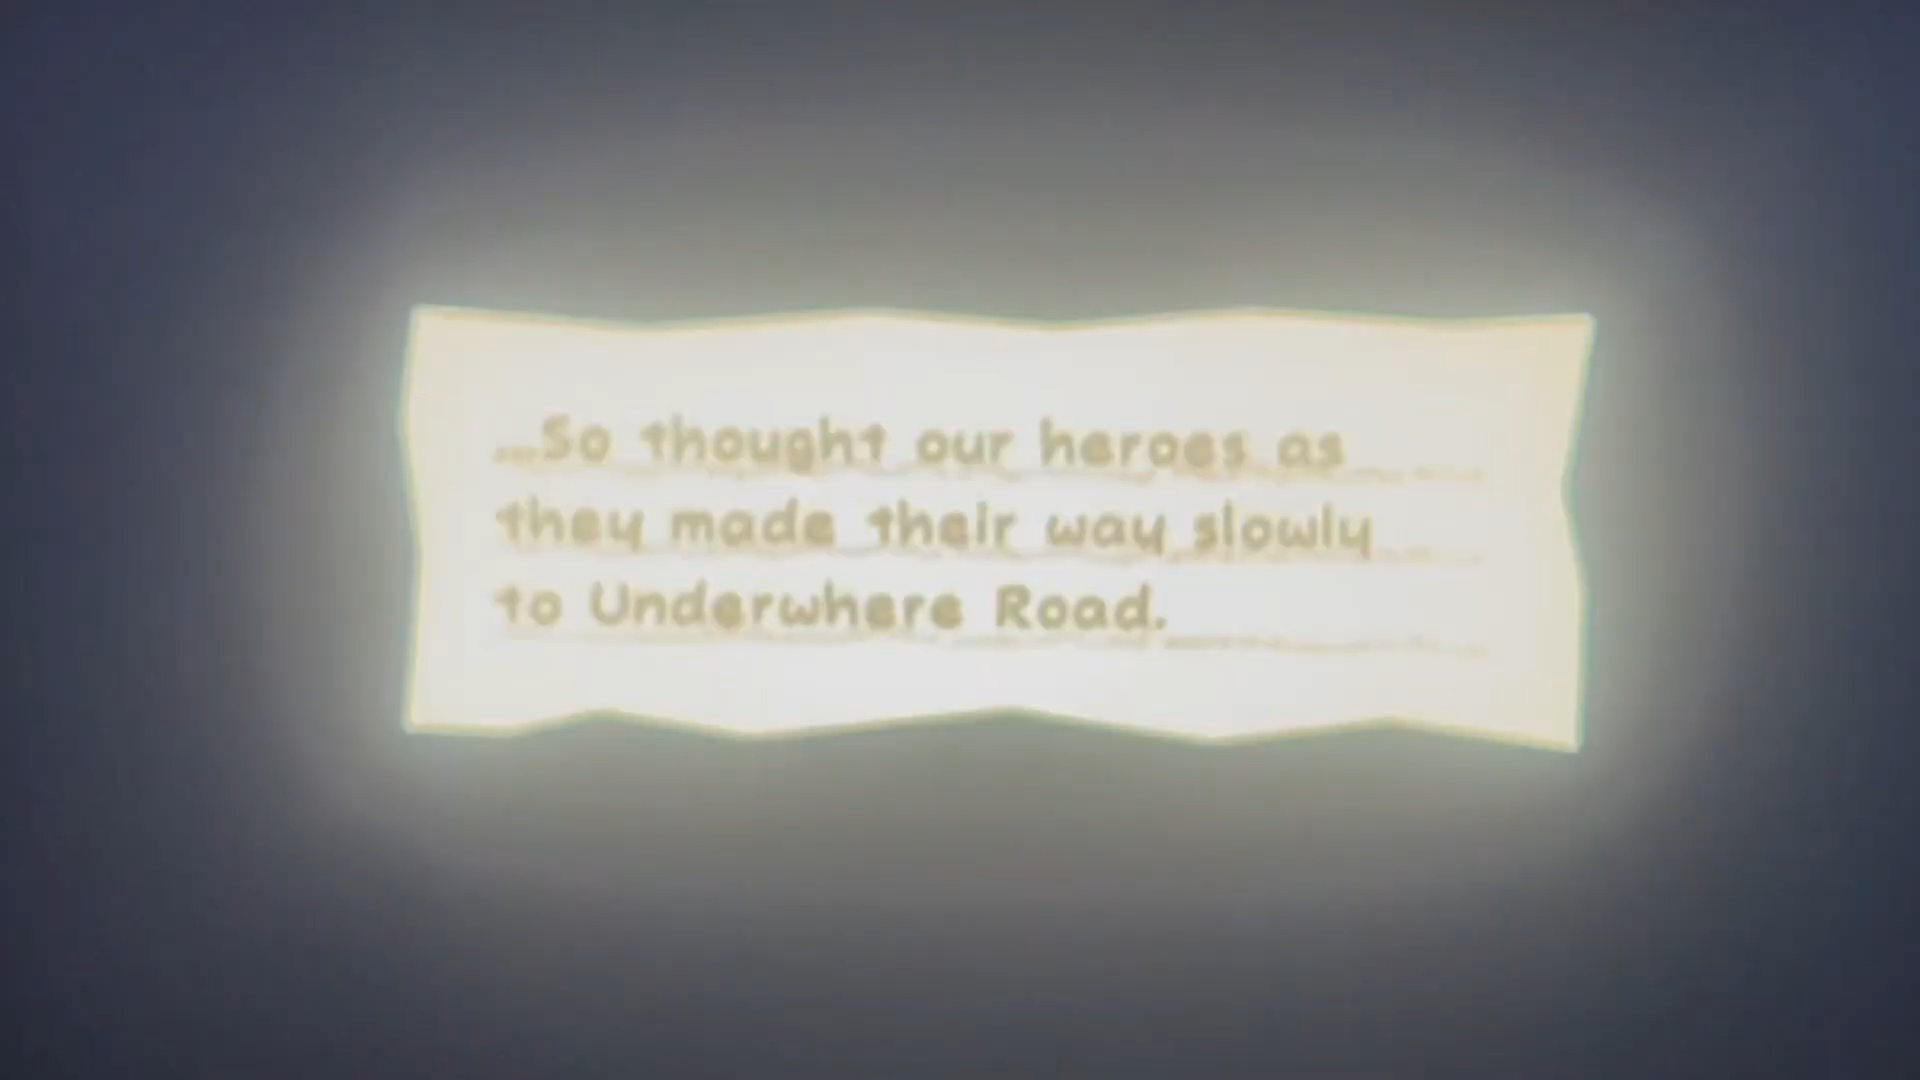 ...So thought our heroes as
they made their way slowly
to Underwhere Road.